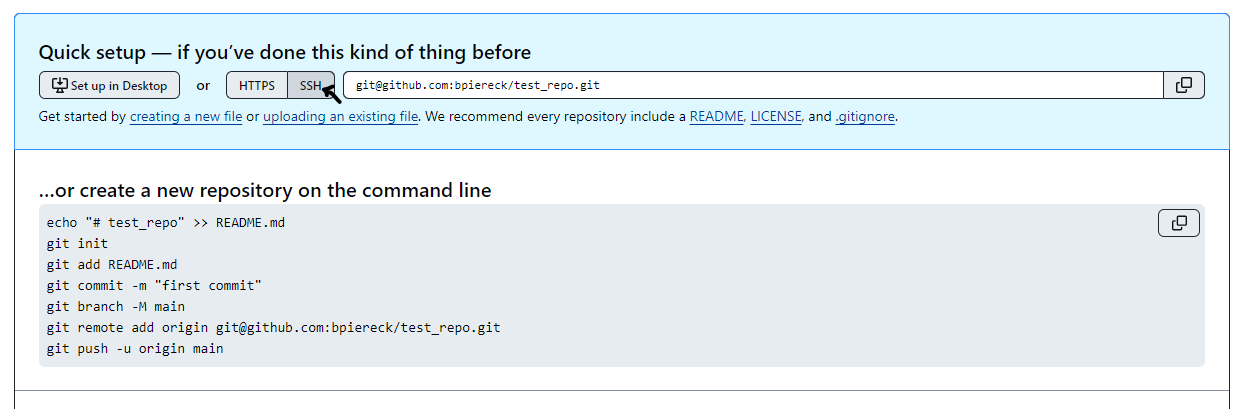 Quick setup — if you’ve done this kind of thing before
Set up in Desktop or HTTPS SSH git@github.com:bpiereck/test_repo.git
Get started by creating a new file or uploading an existing file. We recommend every repository include a README, LICENSE, and .gitignore.
…or create a new repository on the command line
echo "# test_repo" >> README.md
git init
git add README.md
git commit -m "first commit"
git branch -M main
git remote add origin git@github.com:bpiereck/test_repo.git
git push -u origin main